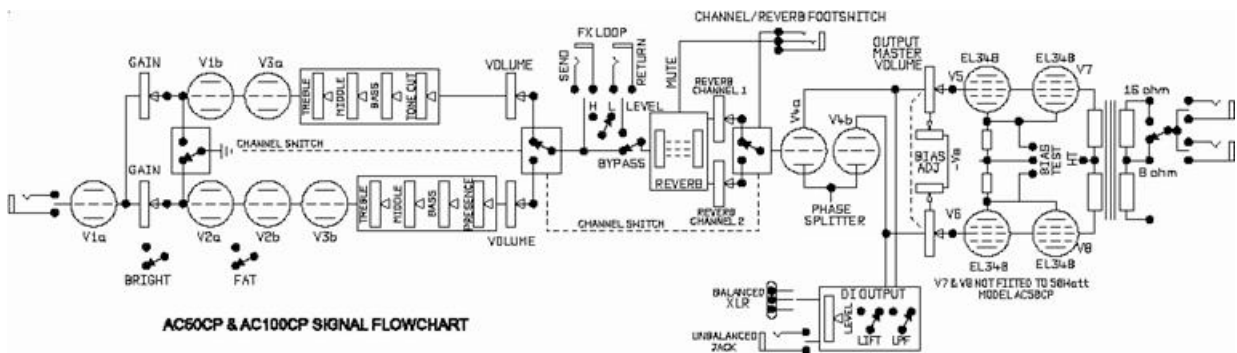 CHANNEL/REVERB FOOTSWITCH
FX LOOP
SEND
RETURN
MUTE
OUTPUT
MASTER
VOLUME
EL34B
EL34B
V5
V7
GAIN
V1b
V3a
TREBLE
MIDDLE
BASS
TONE CUT
VOLUME
H
L
LEVEL
REVERB
CHANNEL 1
V4a
V4b
16 ohm
CHANNEL SWITCH
BYPASS
REVERB
BIAS
ADJ
-Va
BIAS
TEST
HT
8 ohm
GAIN
V1a
V2a
V2b
V3b
TREBLE
MIDDLE
BASS
PRESENCE
VOLUME
CHANNEL SWITCH
REVERB
CHANNEL 2
PHASE
SPLITTER
V6
V8
EL34B
EL34B
BRIGHT
FAT
V7 & V8 NOT FIITED TO 50Watt
MODEL AC50CP
BALANCED
XLR
DI OUTPUT
LEVEL
LIFT
LPF
UNBALANCED
JACK
AC50CP & AC100CP SIGNAL FLOWCHART